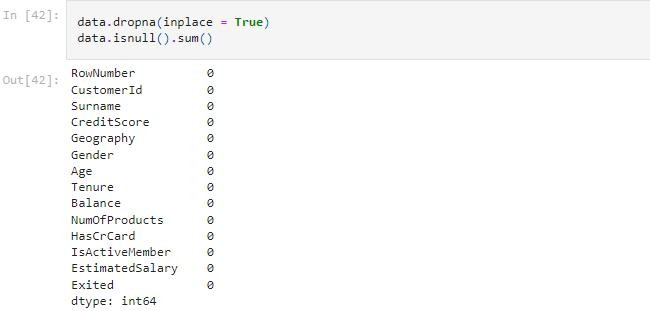 In [42]:
data.dropna(inplace = True)
data.isnull().sum()
Out[42]:
RowNumber 0
CustomerId 0
Surname 0
CreditScore 0
Geography 0
Gender 0
Age 0
Tenure 0
Balance 0
NumOfProducts 0
HasCrCard 0
IsActiveMember 0
EstimatedSalary 0
Exited 0
dtype: int64